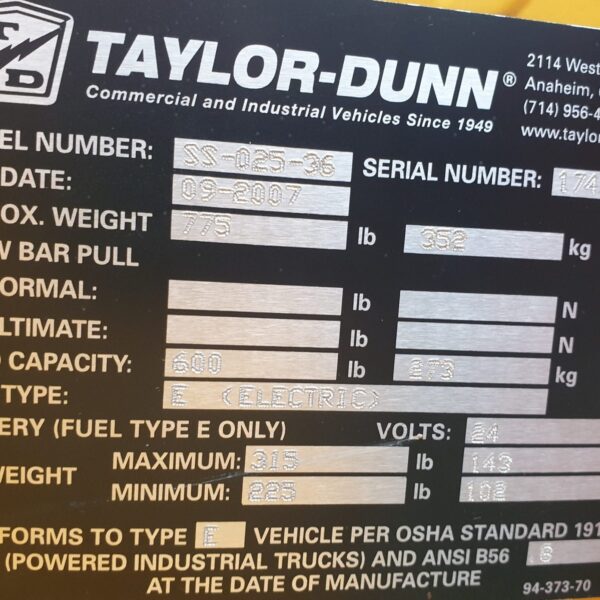 TD TAYLOR-DUNN® 2114 West
Commercial and Industrial Vehicles Since 1949 Anaheim,
(714) 956-4
www.taylor
EL NUMBER: SS-025-36 SERIAL NUMBER: 174
DATE: 09-2007
OX. WEIGHT 775 lb 352 kg
W BAR PULL
ORMAL: lb N
LTIMATE: lb N
CAPACITY: 600 lb 273 kg
TYPE: E (ELECTRIC)
ERY (FUEL TYPE E ONLY) VOLTS: 24
WEIGHT MAXIMUM: 315 lb 143
MINIMUM: 225 lb 102
FORMS TO TYPE E VEHICLE PER OSHA STANDARD 191
(POWERED INDUSTRIAL TRUCKS) AND ANSI B56 8
AT THE DATE OF MANUFACTURE 94-373-70